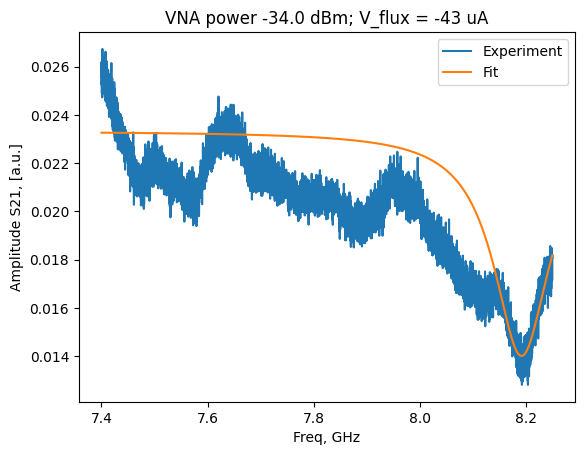 VNA power -34.0 dBm; V_flux = -43 uA
Experiment
Fit
Amplitude S21, [a.u.]
0.026
0.024
0.022
0.020
0.018
0.016
0.014
7.4
7.6
7.8
8.0
8.2
Freq, GHz